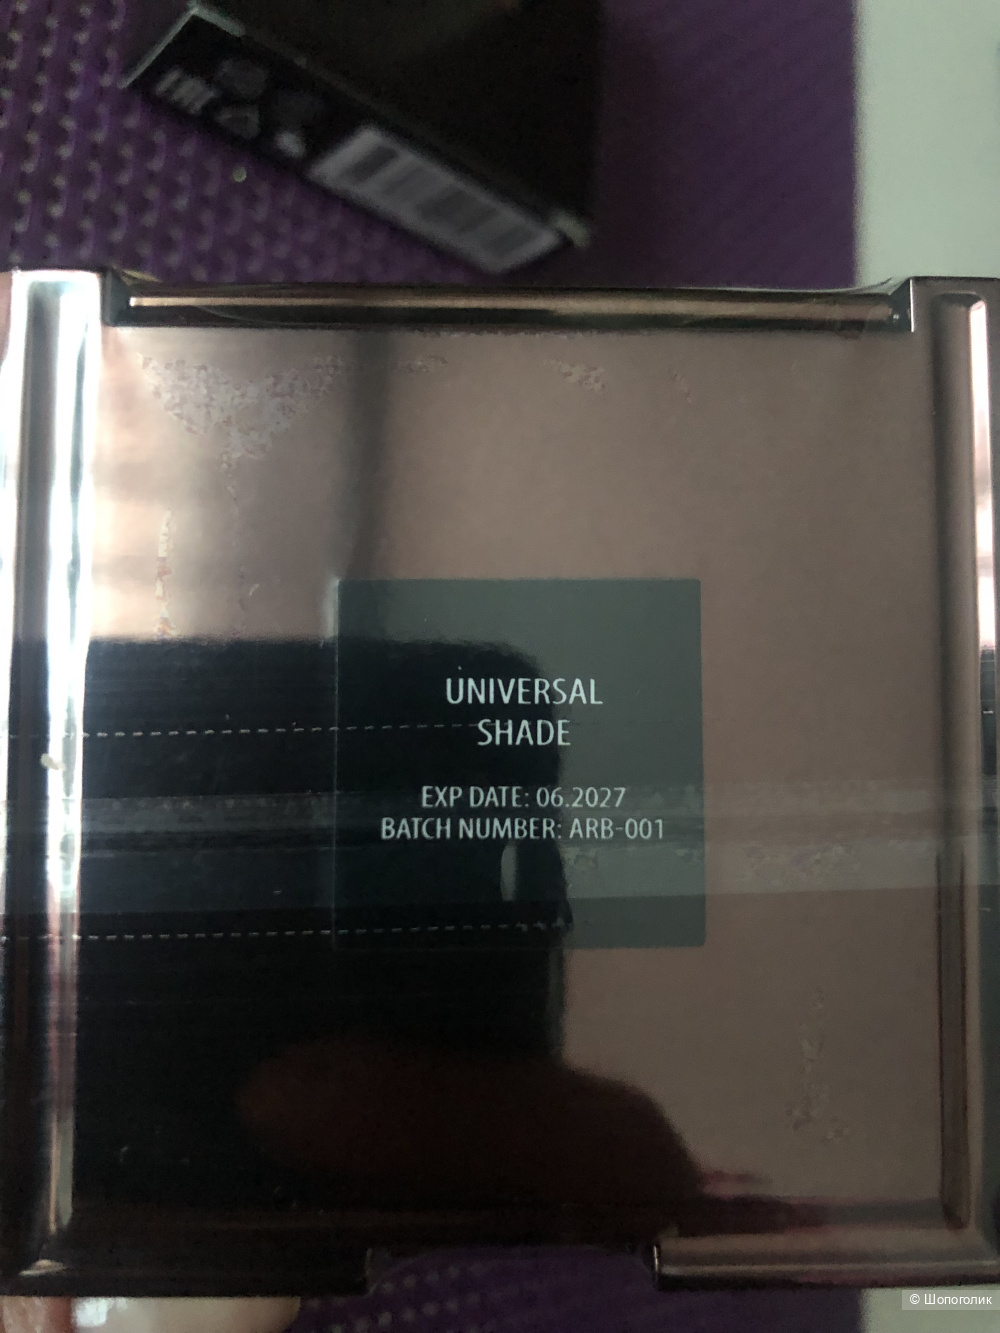 UNIVERSAL
SHADE
EXP DATE: 06.2027
BATCH NUMBER: ARB-001
© Шопоголик